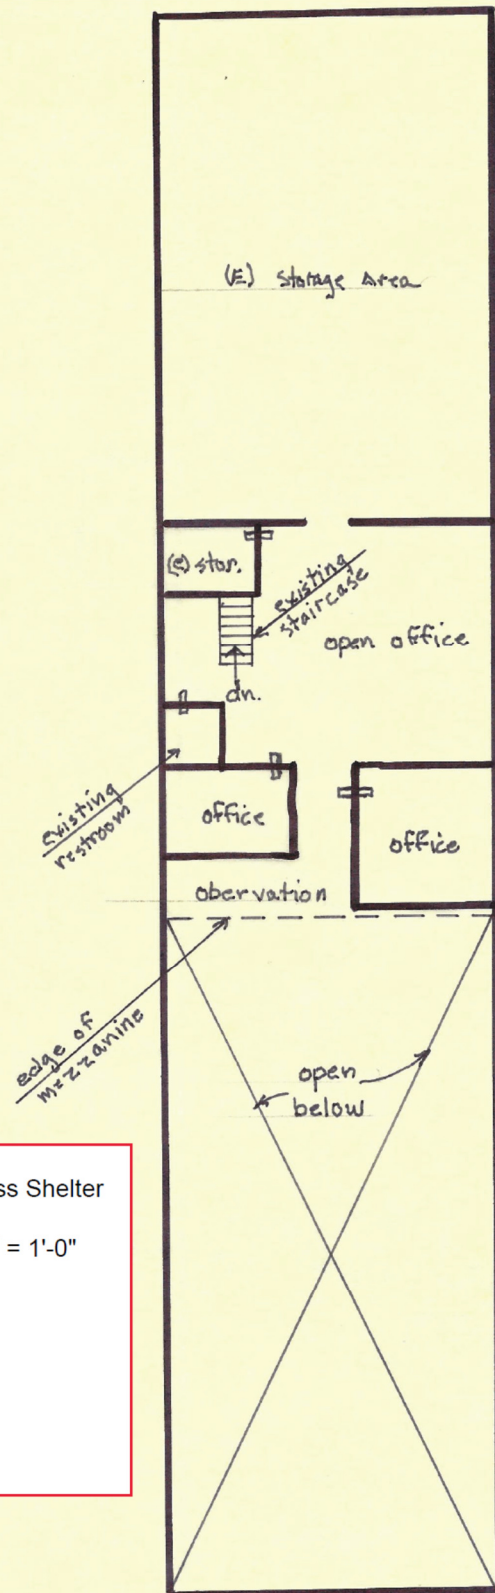 (E) Storage Area
(e) stor.
existing
staircase
open office
dn.
existing
restroom
office
office
obervation
edge of
mezzanine
open
below
ss Shelter
= 1'-0"